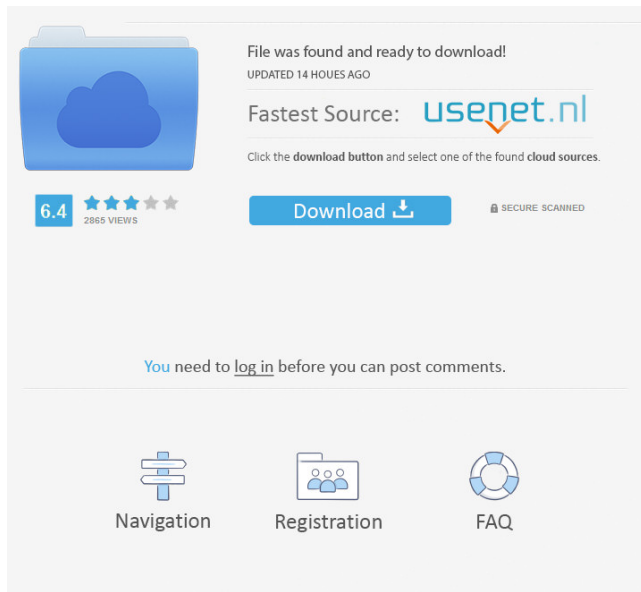 File was found and ready to download!
UPDATED 14 HOUES AGO
Fastest Source: usenet.nl
Click the download button and select one of the found cloud sources.
6.4
2865 VIEWS
Download
SECURE SCANNED
You need to log in before you can post comments.
Navigation
Registration
FAQ